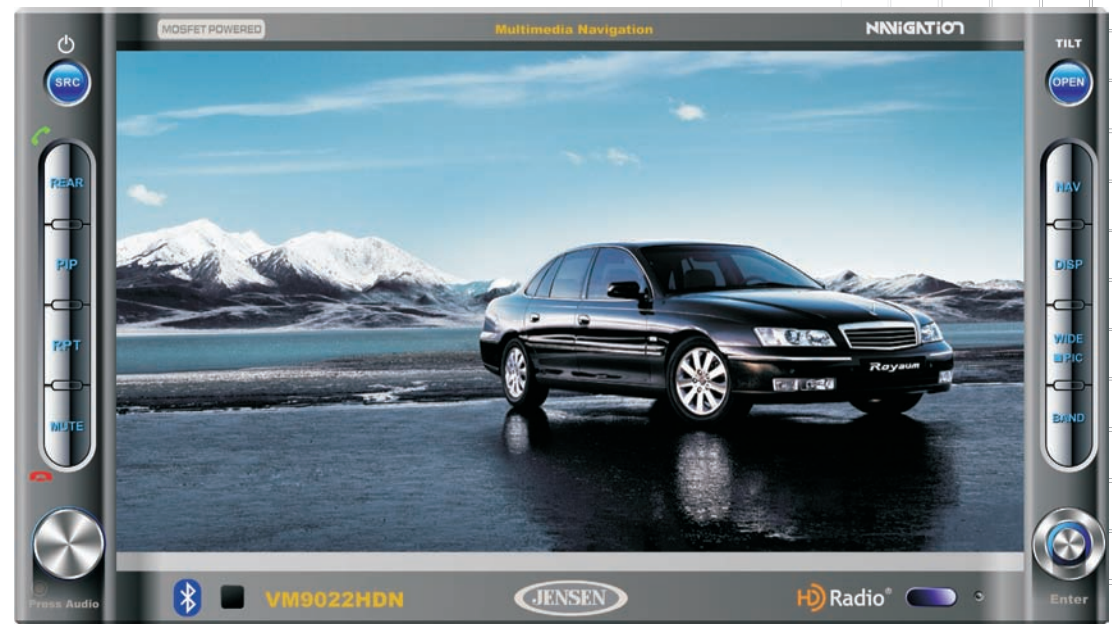 MOSFET POWERED
Multimedia Navigation
NAViGATiON
TILT
SRC
OPEN
REAR
NAV
PIP
DISP
RPT
WIDE
PIC
MUTE
BAND
Royaum
Press Audio
VM9022HDN
JENSEN
HD Radio®
Enter